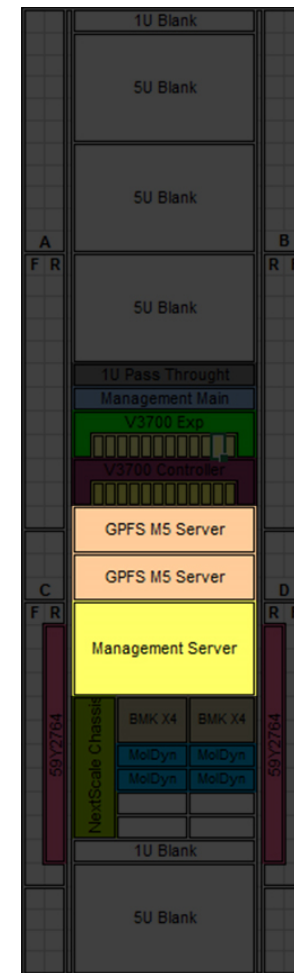 1U Blank
5U Blank
5U Blank
A
B
F R
R
5U Blank
1U Pass Throught
Management Main
V3700 Exp
V3700 Controller
GPFS M5 Server
GPFS M5 Server
C
D
F R
R
Management Server
59Y2764
NextScale Chassis
BMK X4
BMK X4
MolDyn
MolDyn
MolDyn
MolDyn
59Y2764
1U Blank
5U Blank